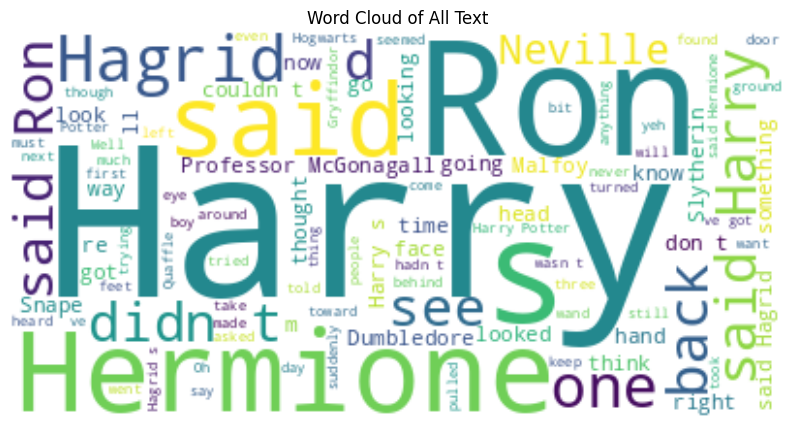 Word Cloud of All Text
said Ron
Hagrid
d
Ron
Neville
even
Hogwarts
seemed
found
door
though
now
couldn t
go
Gryffindor
looking
bit
anything
yeh
ground
said Hermione
said Harry
look
ll
said
Potter
left
must
Well
next
much
first
way
Professor McGonagall
going
Malfoy
never
will
know
Slytherin
something
Harry
eye
boy
around
thought
thing
come
time
head
turned
ve got
re
got
trying
Quaffle
tried
people
Harry s
face
hadn t
Harry Potter
wasn t
don t
want
feet
told
behind
toward
see
s
wand
three
still
back
Snape
heard
ve
didn t
take
made
asked
m
Dumbledore
looked
hand
took
said Hagrid
Hermione
Hagrid s
went
Oh
say
day
suddenly
pulled
keep
think
one
right